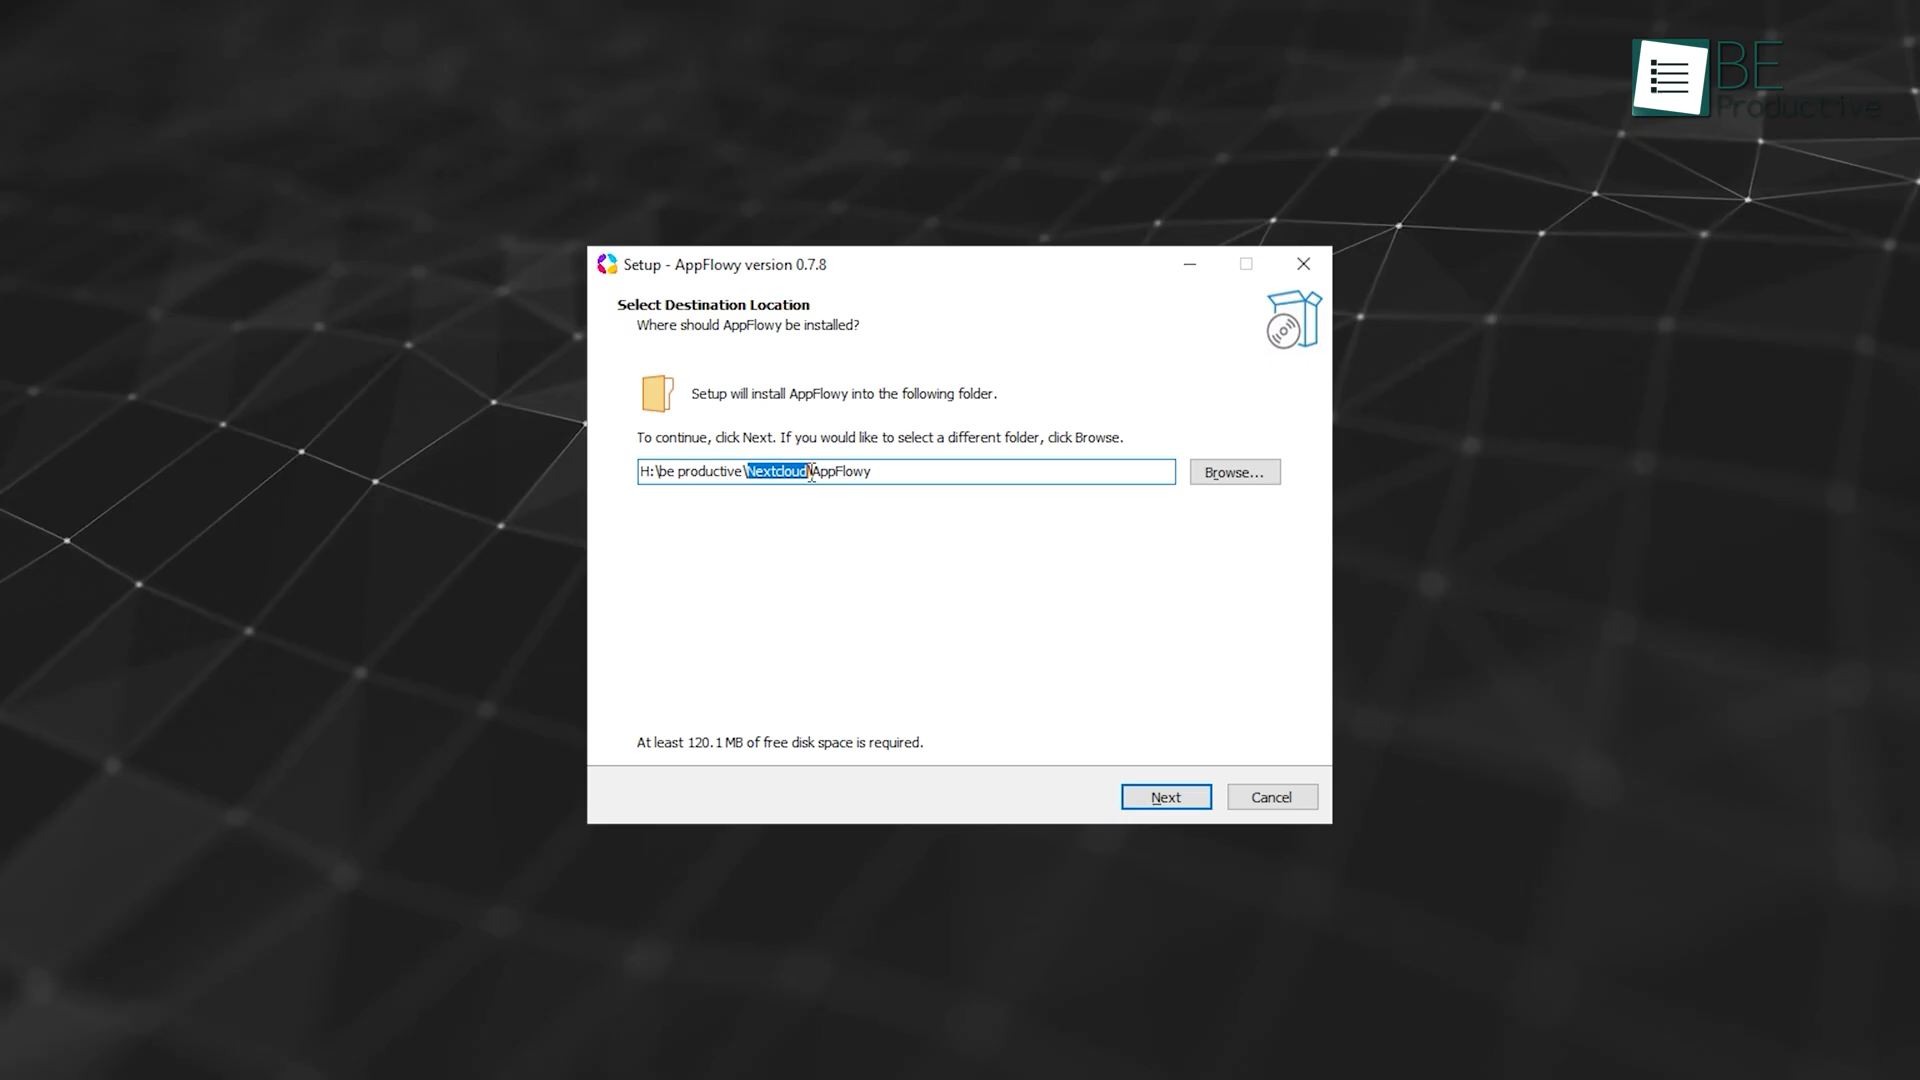 BE
Productive
Setup - AppFlowy version 0.7.8
Select Destination Location
Where should AppFlowy be installed?
Setup will install AppFlowy into the following folder.
To continue, click Next. If you would like to select a different folder, click Browse.
H:\be productive\Nextcloud\AppFlowy
Browse...
At least 120.1 MB of free disk space is required.
Next
Cancel